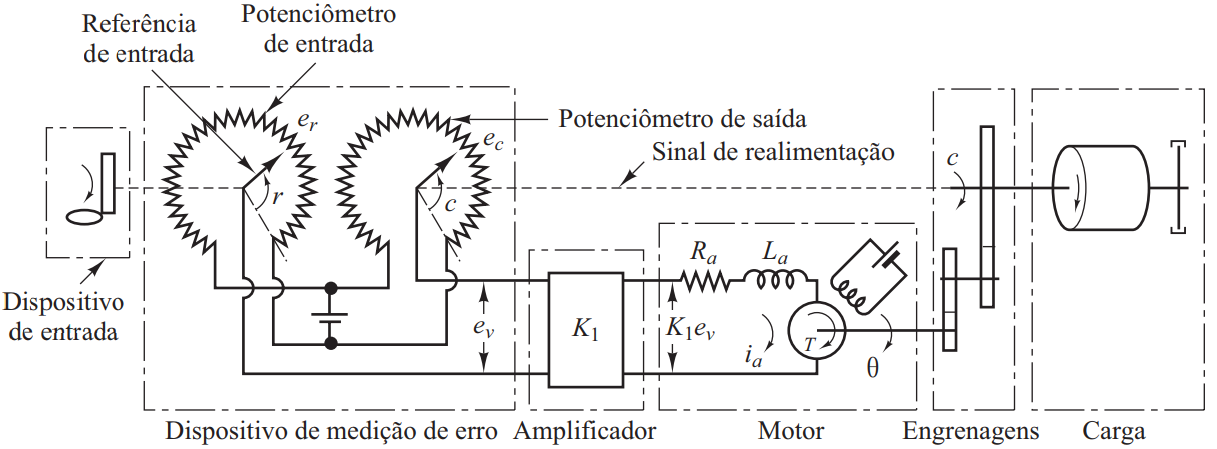 Referência
de entrada
Potenciômetro
de entrada
e_r
e_c
Potenciômetro de saída
Sinal de realimentação
r
c
c
Dispositivo
de entrada
e_v
K_1
R_a
L_a
K_1e_v
i_a
T
θ
Dispositivo de medição de erro
Amplificador
Motor
Engrenagens
Carga